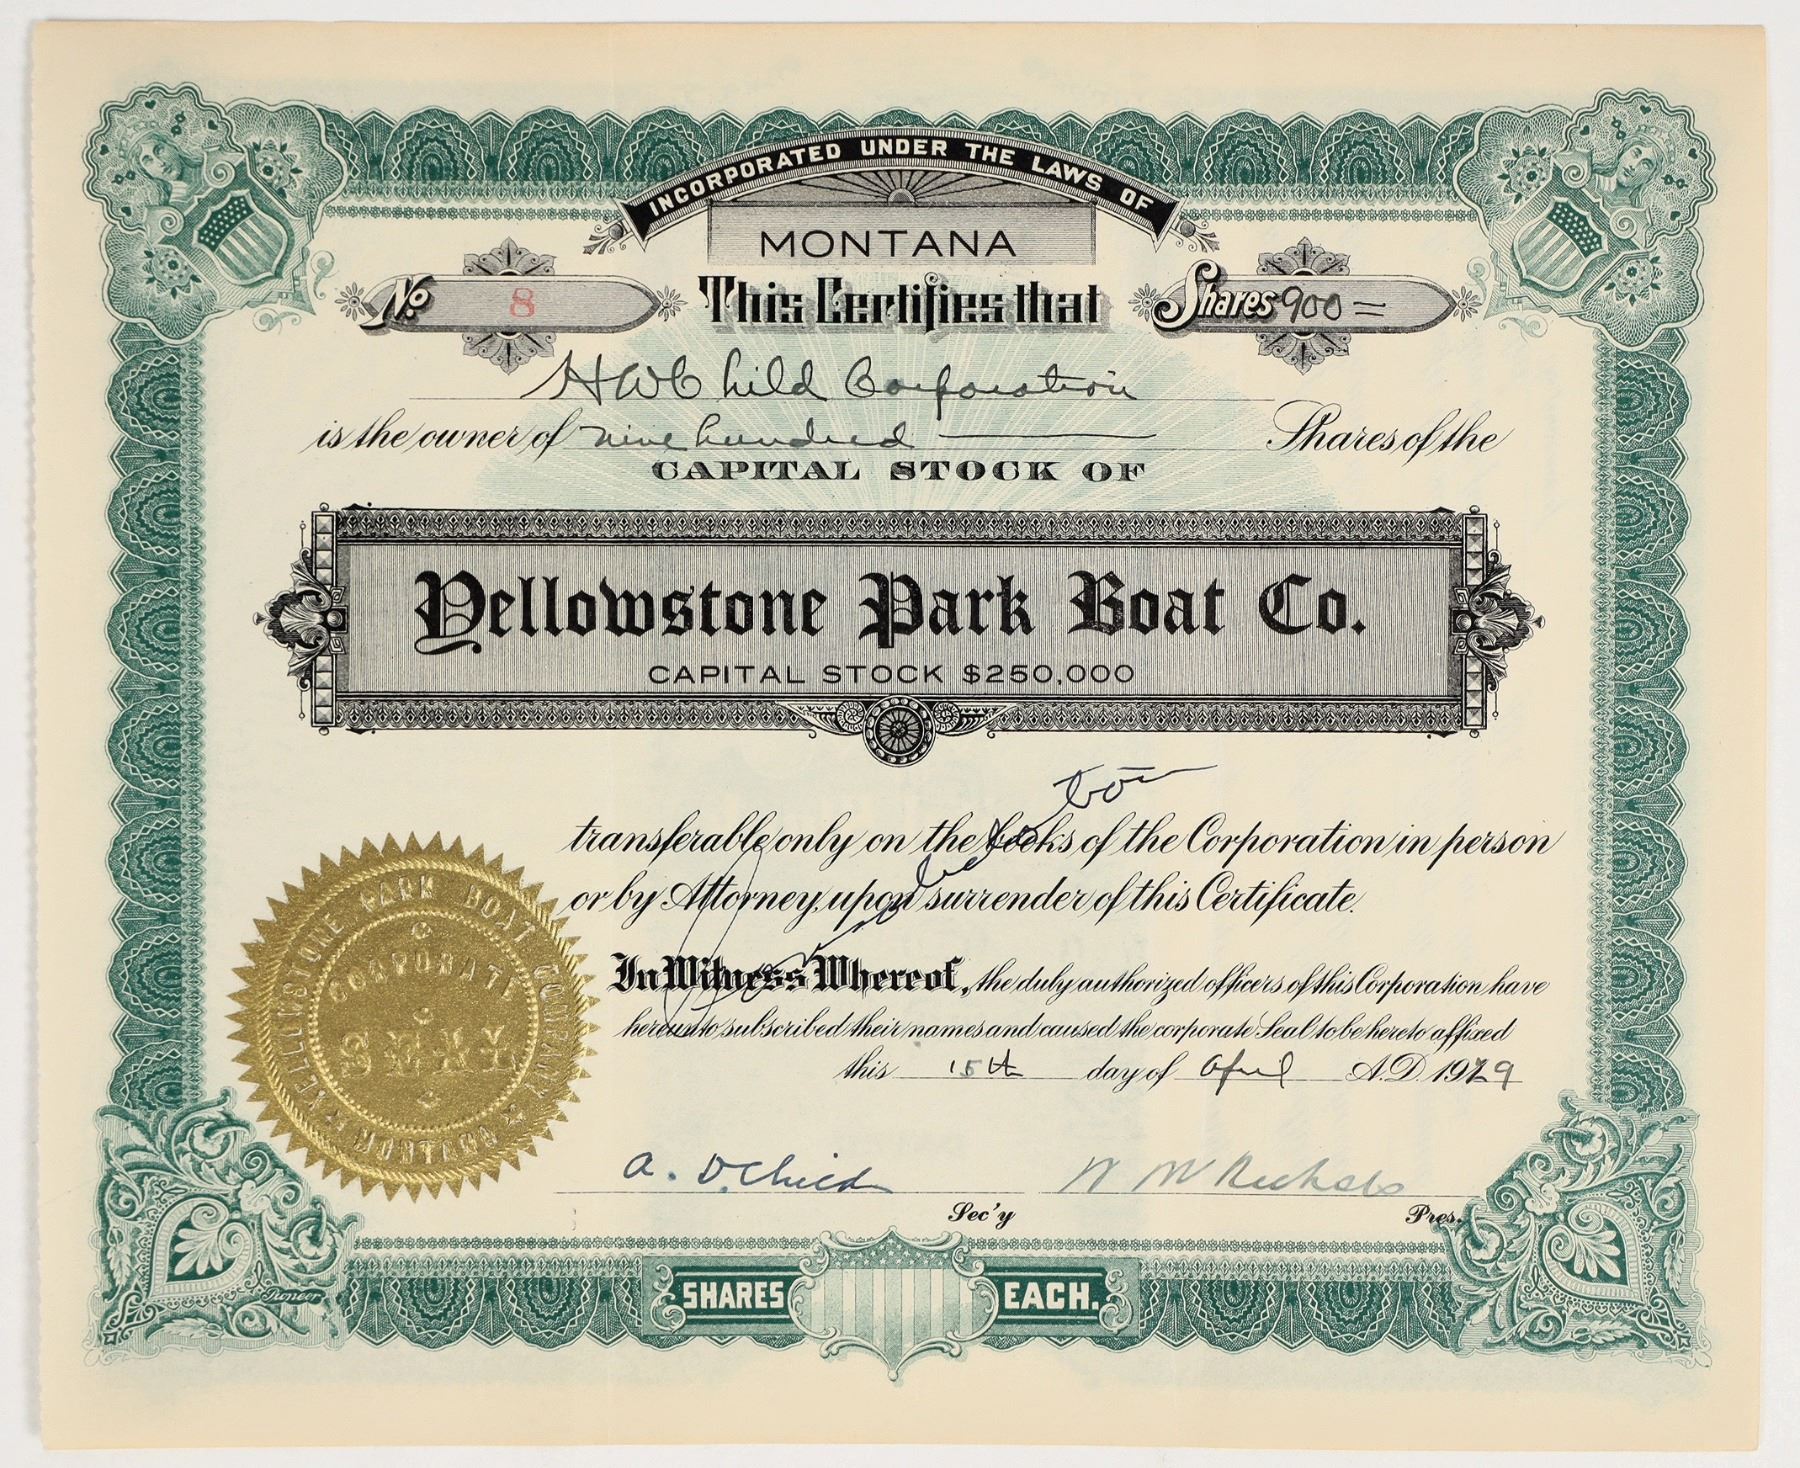 INCORPORATED UNDER THE LAWS OF
MONTANA
No. 8
This Certifies that
Shares 900 =
HW Child Corporation
is the owner of nine hundred Shares of the
CAPITAL STOCK OF
Yellowstone Park Boat Co.
CAPITAL STOCK $250,000
transferable only on the books of the Corporation in person
or by Attorney, upon surrender of this Certificate.
In Witness Whereof, the duly authorized officers of this Corporation have
hereunto subscribed their names and caused the corporate Seal to be hereto affixed
this 15th day of April A.D. 1929
YELLOWSTONE PARK BOAT COMPANY
CORPORATE
SEAL
MONTANA
A. D. Child
W M Nichols
Sec'y
Pres.
Pioneer
SHARES
EACH.